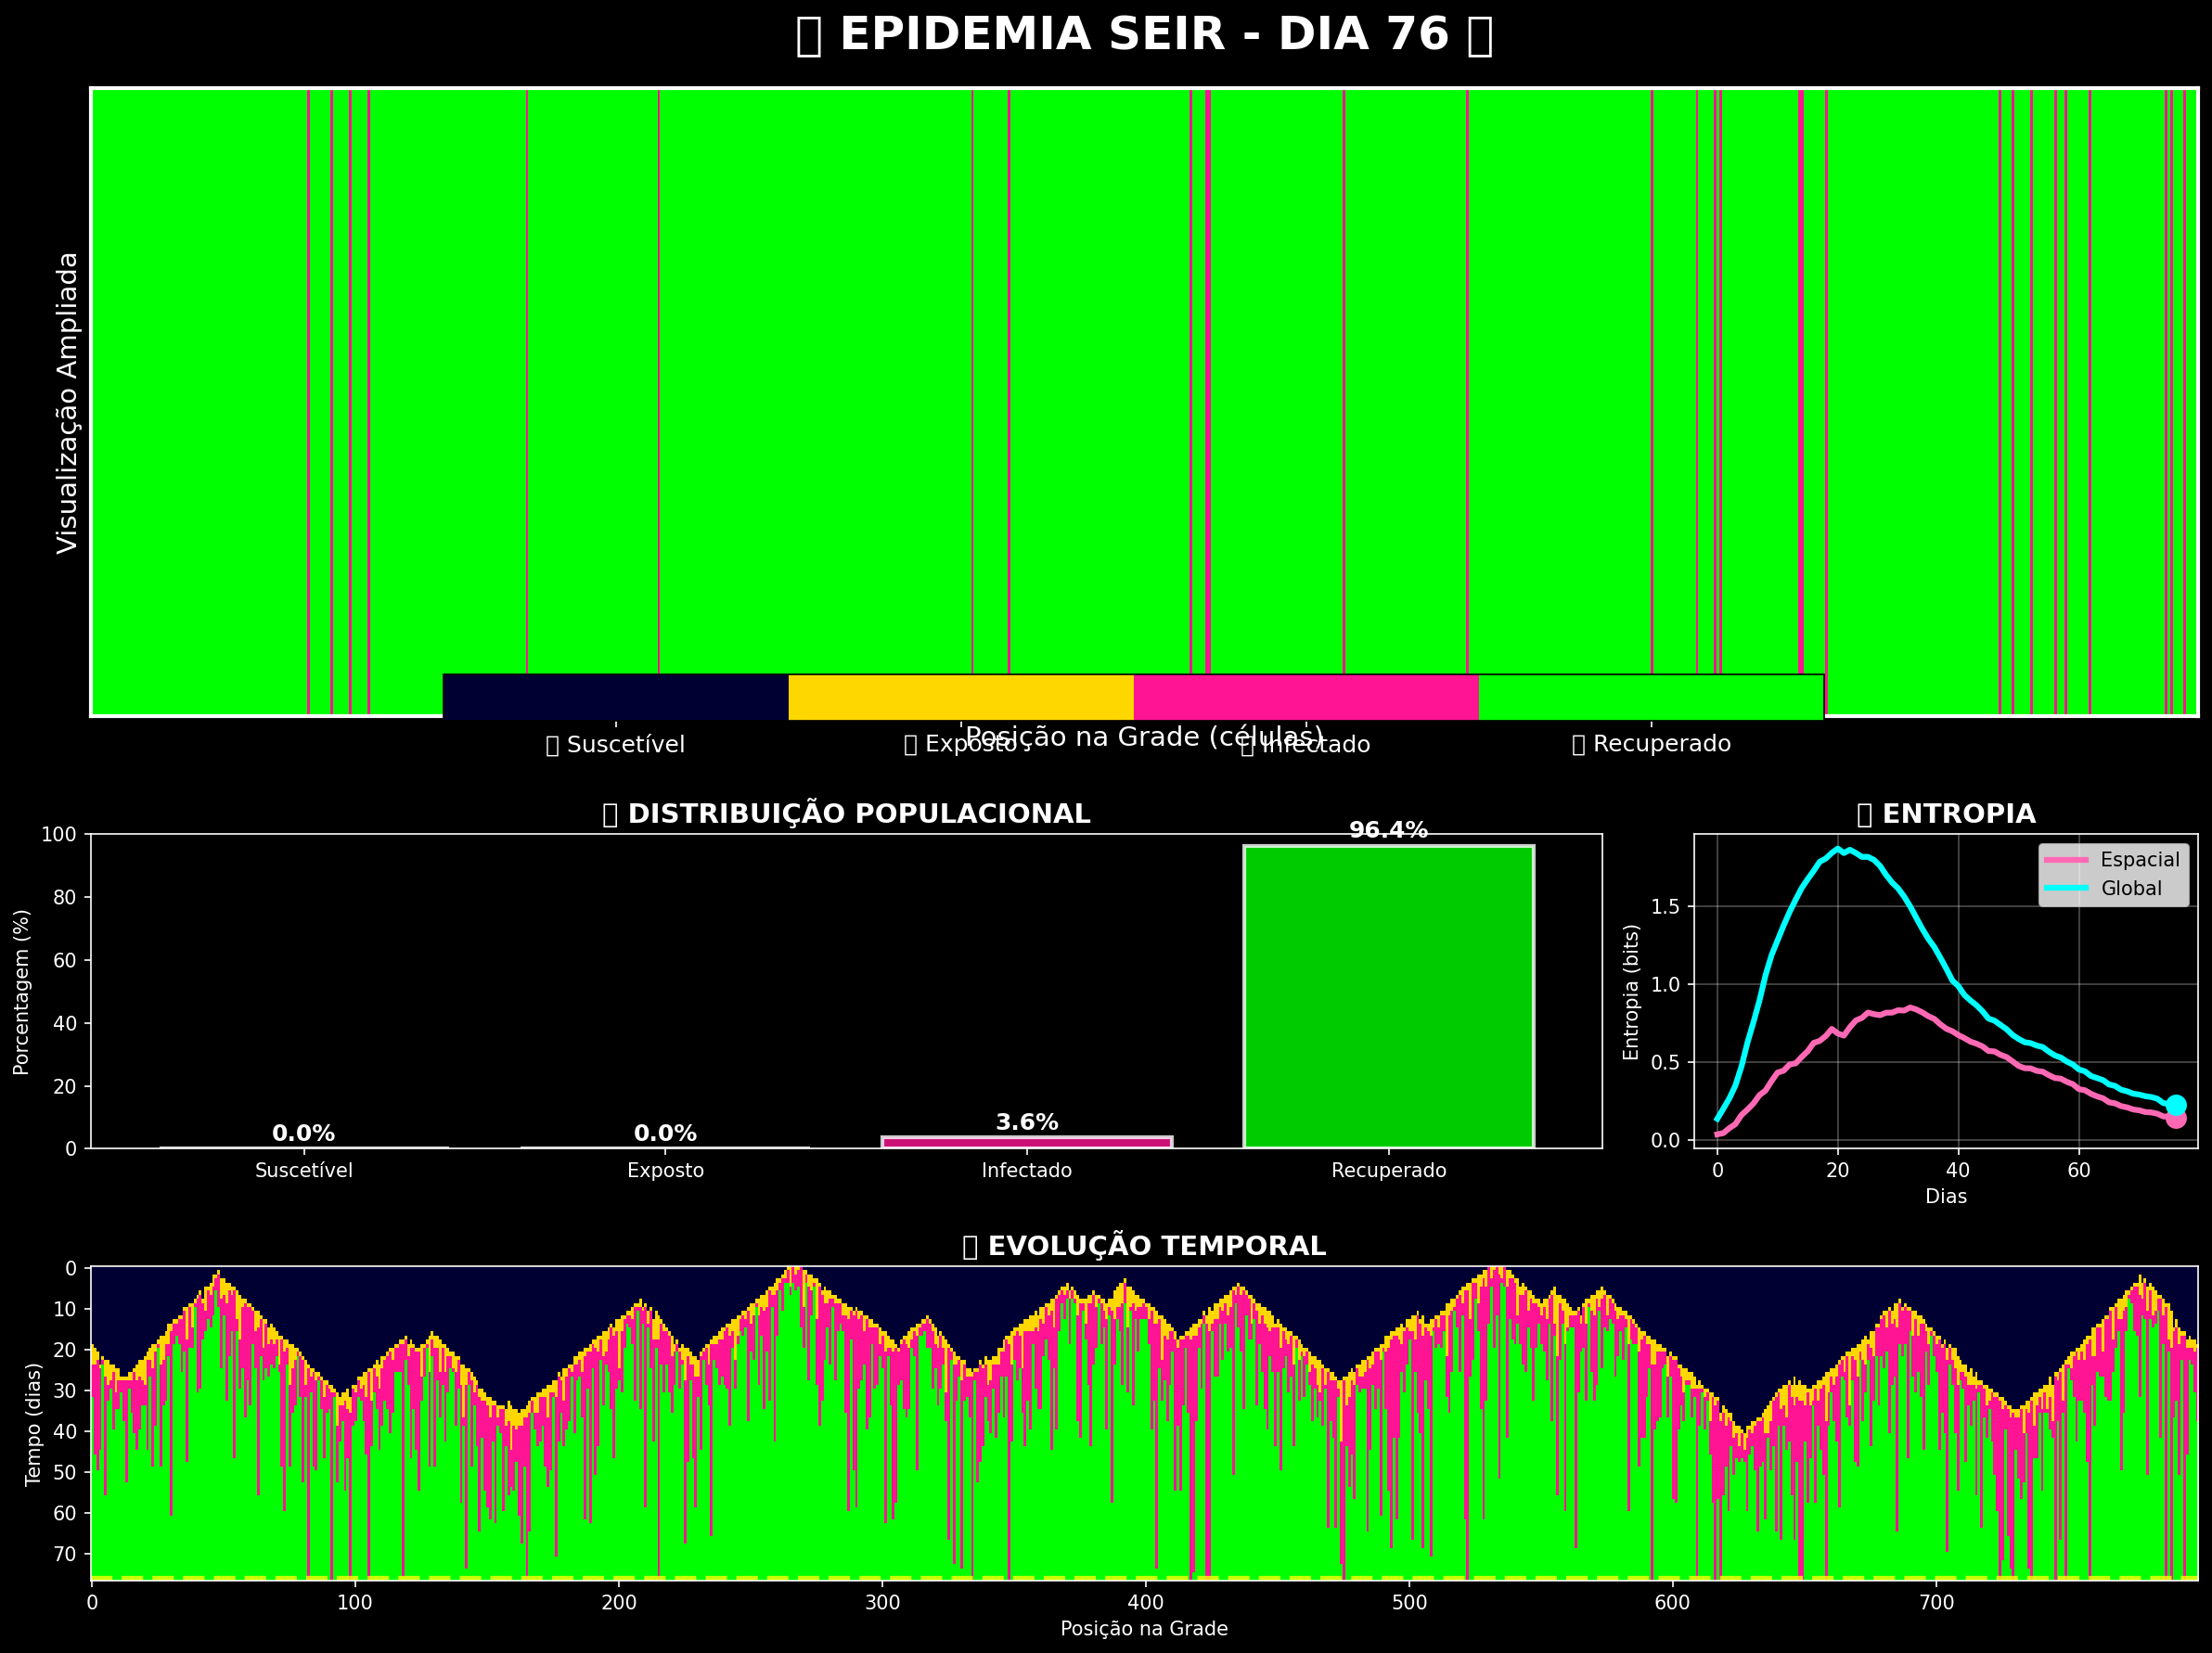 EPIDEMIA SEIR - DIA 76
Visualização Ampliada
Posição na Grade (células)
Suscetível
Exposto
Infectado
Recuperado
DISTRIBUIÇÃO POPULACIONAL
Porcentagem (%)
100
80
60
40
20
0
0.0%
0.0%
3.6%
96.4%
Suscetível
Exposto
Infectado
Recuperado
ENTROPIA
Entropia (bits)
1.5
1.0
0.5
0.0
Espacial
Global
0
20
40
60
Dias
EVOLUÇÃO TEMPORAL
Tempo (dias)
0
10
20
30
40
50
60
70
0
100
200
300
400
500
600
700
Posição na Grade